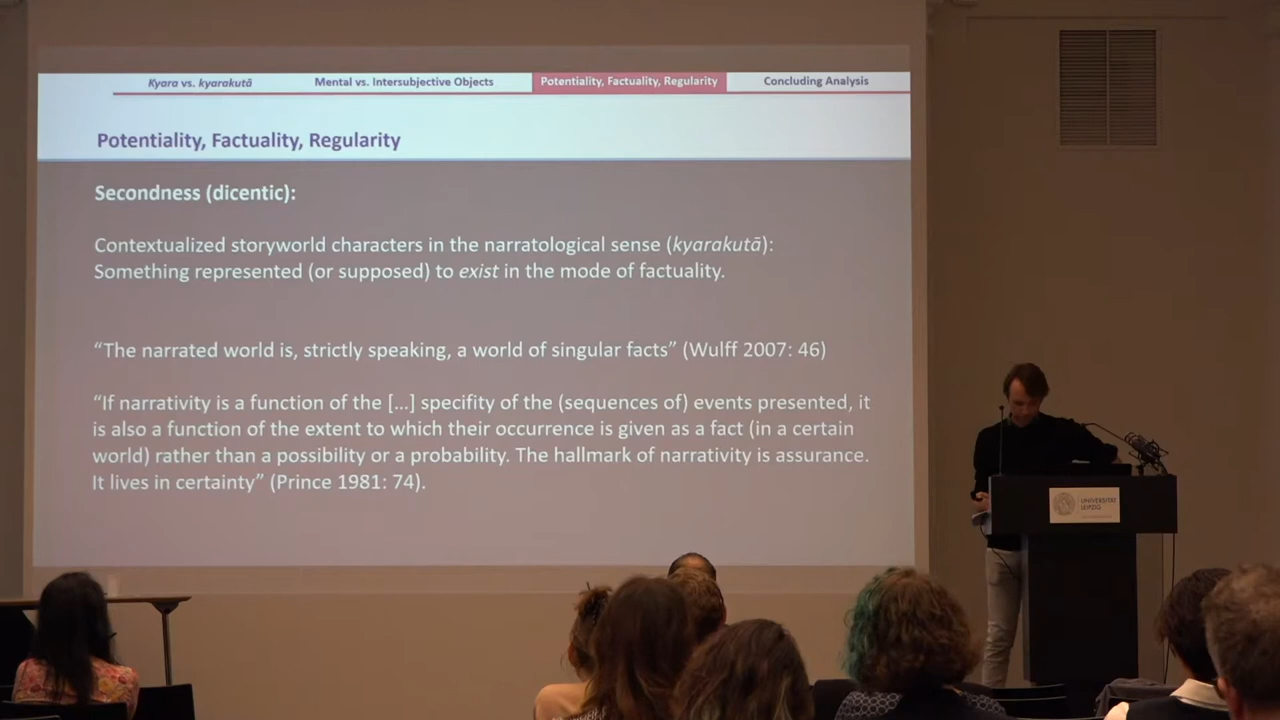 Kyara vs. kyarakutā
Mental vs. Intersubjective Objects
Potentiality, Factuality, Regularity
Concluding Analysis
Potentiality, Factuality, Regularity
Secondness (dicentic):
Contextualized storyworld characters in the narratological sense (kyarakutā):
Something represented (or supposed) to exist in the mode of factuality.
“The narrated world is, strictly speaking, a world of singular facts” (Wulff 2007: 46)
“If narrativity is a function of the [...] specifity of the (sequences of) events presented, it
is also a function of the extent to which their occurrence is given as a fact (in a certain
world) rather than a possibility or a probability. The hallmark of narrativity is assurance.
It lives in certainty” (Prince 1981: 74).
UNIVERSITÄT
LEIPZIG